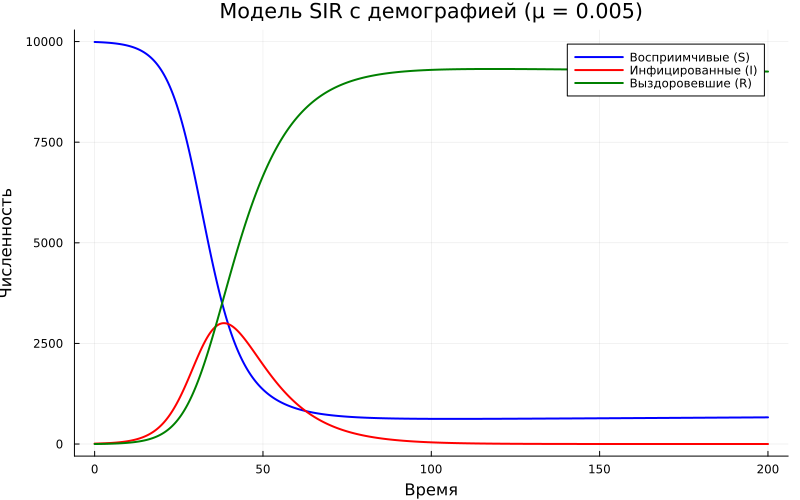 Модель SIR с демографией (μ = 0.005)
Численность
10000
7500
5000
2500
0
Восприимчивые (S)
Инфицированные (I)
Выздоровевшие (R)
0
50
100
150
200
Время